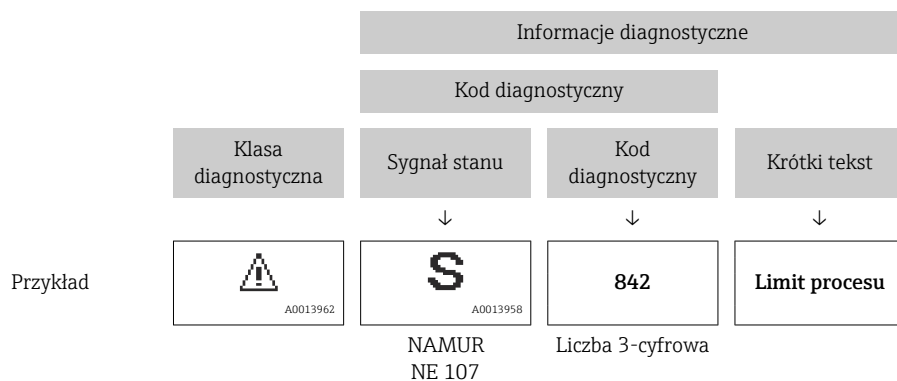 Informacje diagnostyczne
Kod diagnostyczny
Klasa
diagnostyczna
Sygnał stanu
Kod
diagnostyczny
Krótki tekst
↓ ↓ ↓
Przykład
A0013962
S
A0013958
842
Limit procesu
NAMUR
NE 107
Liczba 3-cyfrowa